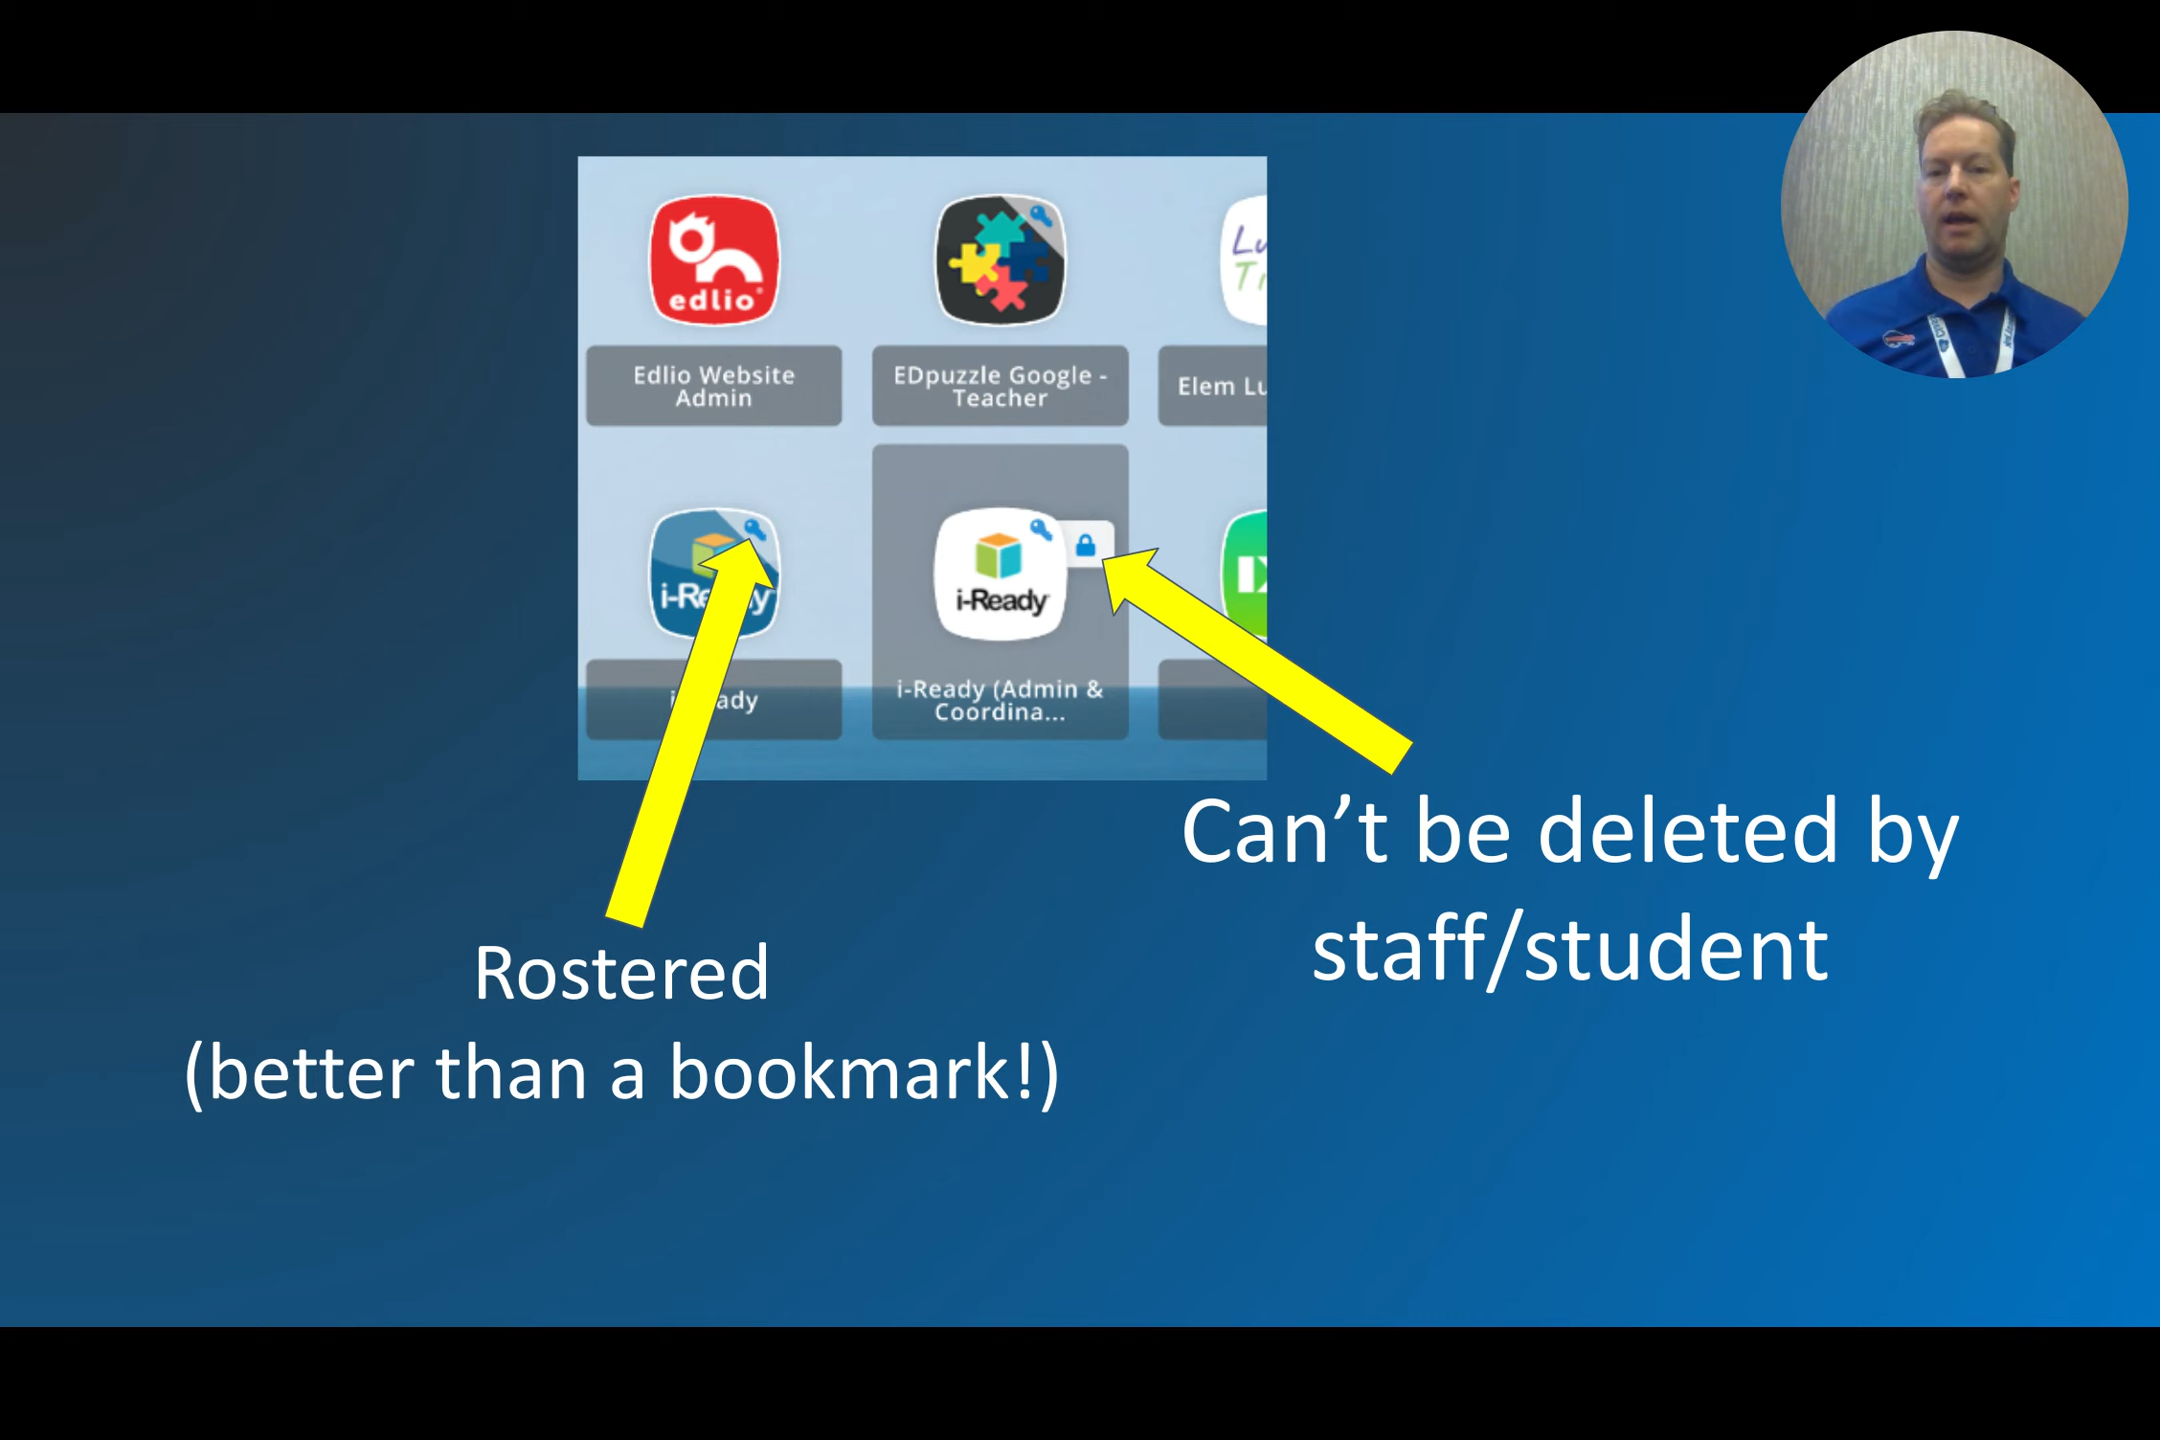 edlio
Edlio Website
Admin
EDpuzzle Google -
Teacher
Elem
i-Ready
i-Ready
i-Ready (Admin &
Coordina...
Rostered
(better than a bookmark!)
Can't be deleted by
staff/student